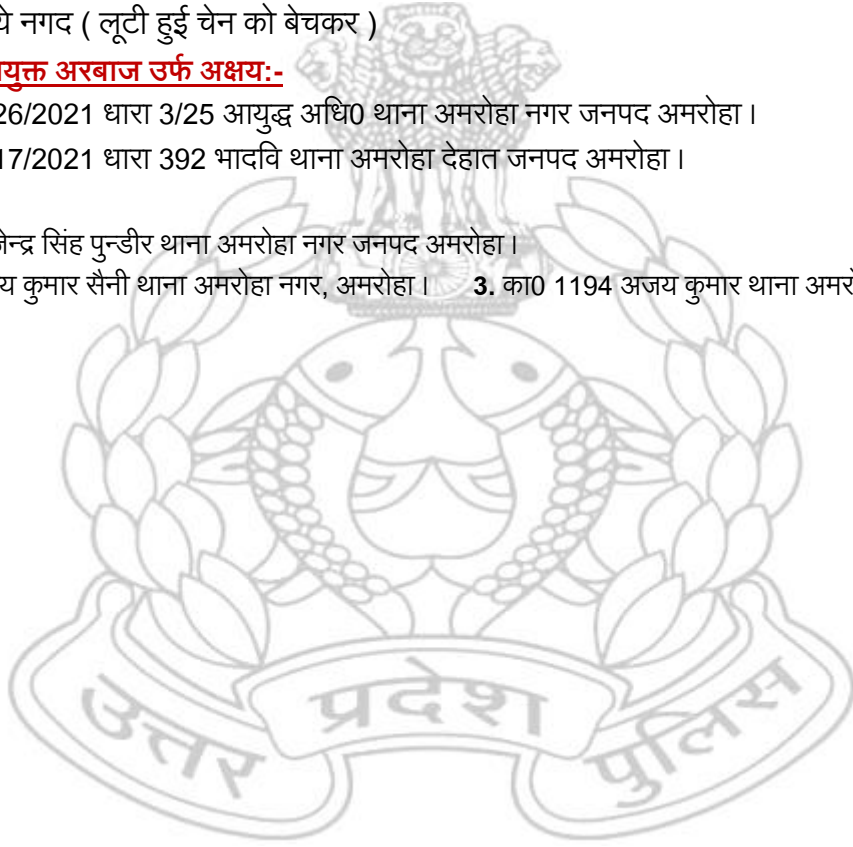 ये नगद ( लूटी हुई चेन को बेचकर )
युक्त अरबाज उर्फ अक्षय:-
26/2021 धारा 3/25 आयुद्ध अधि0 थाना अमरोहा नगर जनपद अमरोहा ।
17/2021 धारा 392 भादवि थाना अमरोहा देहात जनपद अमरोहा ।
जेन्द्र सिंह पुन्डीर थाना अमरोहा नगर जनपद अमरोहा ।
य कुमार सैनी थाना अमरोहा नगर, अमरोहा । 3. का0 1194 अजय कुमार थाना अमरो
उत्तर प्रदेश पुलिस